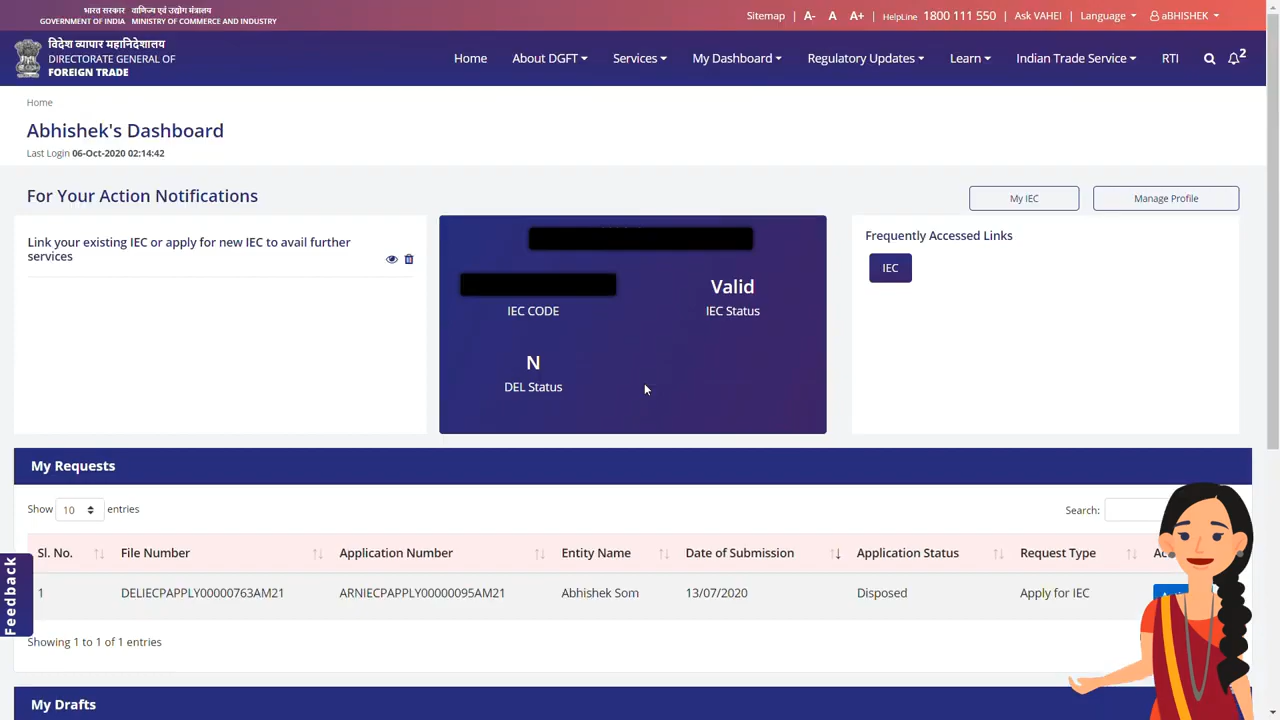 भारत सरकार वाणिज्य एवं उद्योग मंत्रालय
GOVERNMENT OF INDIA MINISTRY OF COMMERCE AND INDUSTRY
Sitemap | A- A A+ | HelpLine 1800 111 550 | Ask VAHEI | Language aBHISHEK
विदेश व्यापार महानिदेशालय
DIRECTORATE GENERAL OF
FOREIGN TRADE
Home About DGFT Services My Dashboard Regulatory Updates Learn Indian Trade Service RTI 2
Home
Abhishek's Dashboard
Last Login 06-Oct-2020 02:14:42
For Your Action Notifications
My IEC
Manage Profile
Link your existing IEC or apply for new IEC to avail further
services
IEC CODE
Valid
IEC Status
N
DEL Status
Frequently Accessed Links
IEC
My Requests
Show 10 entries
Search:
Sl. No. File Number Application Number Entity Name Date of Submission Application Status Request Type
1 DELIECPAPPLY00000763AM21 ARNIECPAPPLY00000095AM21 Abhishek Som 13/07/2020 Disposed Apply for IEC
Showing 1 to 1 of 1 entries
My Drafts
Feedback